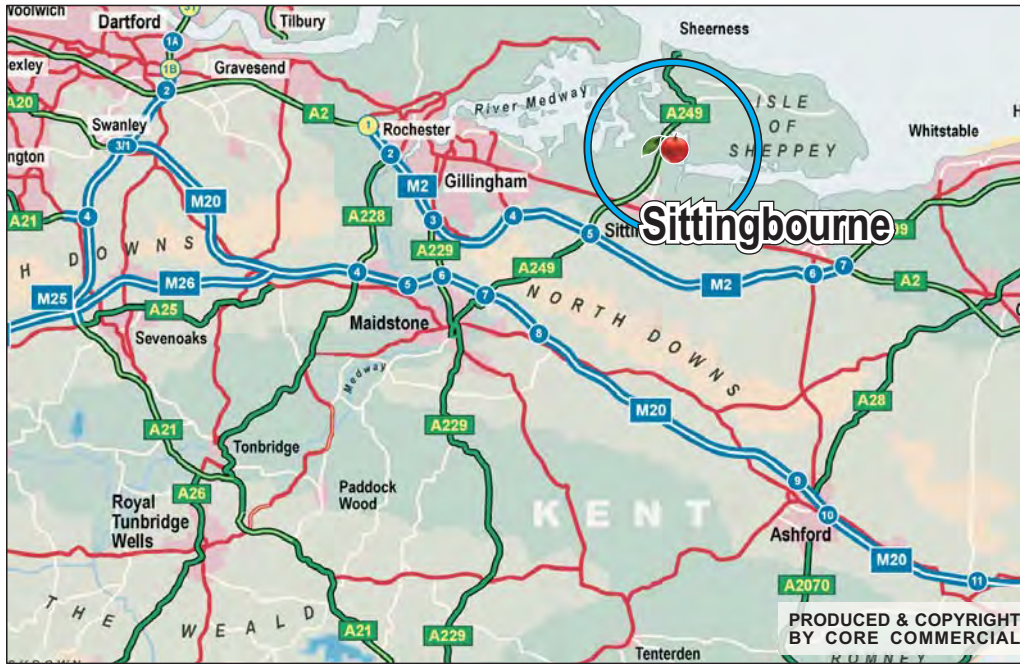 Woolwich
Dartford
Tilbury
1A
1B
2
Bexley
Gravesend
A20
A2
Swanley
3/1
1
Rochester
2
River Medway
Sheerness
A249
ISLE
OF
SHEPPEY
Whitstable
M2
Gillingham
M20
A21
4
A228
3
4
5
Sittingbourne
A229
A249
6
7
A2
M2
DOWNS
M25
M26
A25
4
5
6
7
8
Sevenoaks
Maidstone
NORTH DOWNS
Medway
M20
A28
A21
Tonbridge
A229
9
A26
Paddock
Wood
Royal
Tunbridge
Wells
KENT
10
Ashford
M20
A2070
11
THE WEALD
A21
A229
Tenterden
ROMNEY
PRODUCED & COPYRIGHT
BY CORE COMMERCIAL